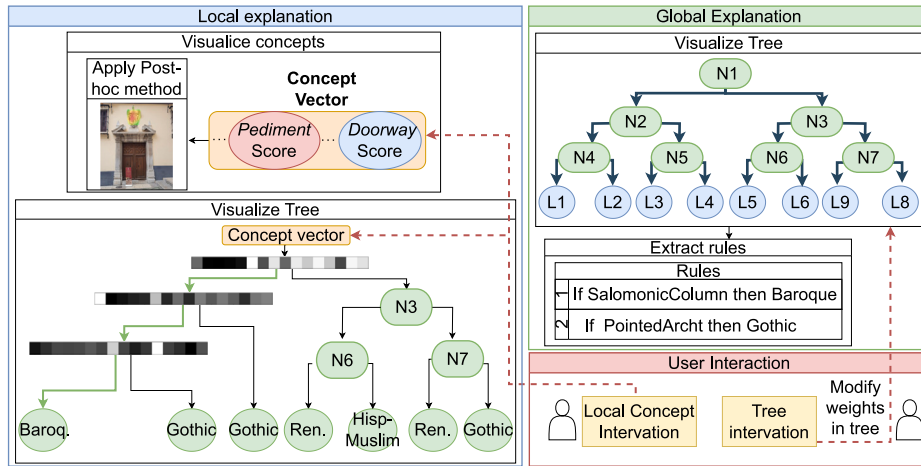 Local explanation
Visualice concepts
Apply Post-
hoc method
Concept
Vector
... Pediment ... Doorway
Score Score
Visualize Tree
Concept vector
N3
N6 N7
Baroq. Gothic Gothic Ren. Hisp-
Muslim Ren. Gothic
Global Explanation
Visualize Tree
N1
N2 N3
N4 N5 N6 N7
L1 L2 L3 L4 L5 L6 L9 L8
Extract rules
Rules
1 If SalomonicColumn then Baroque
2 If PointedArcht then Gothic
User Interaction
Local Concept
Intervation
Tree
intervation
Modify
weights
in tree